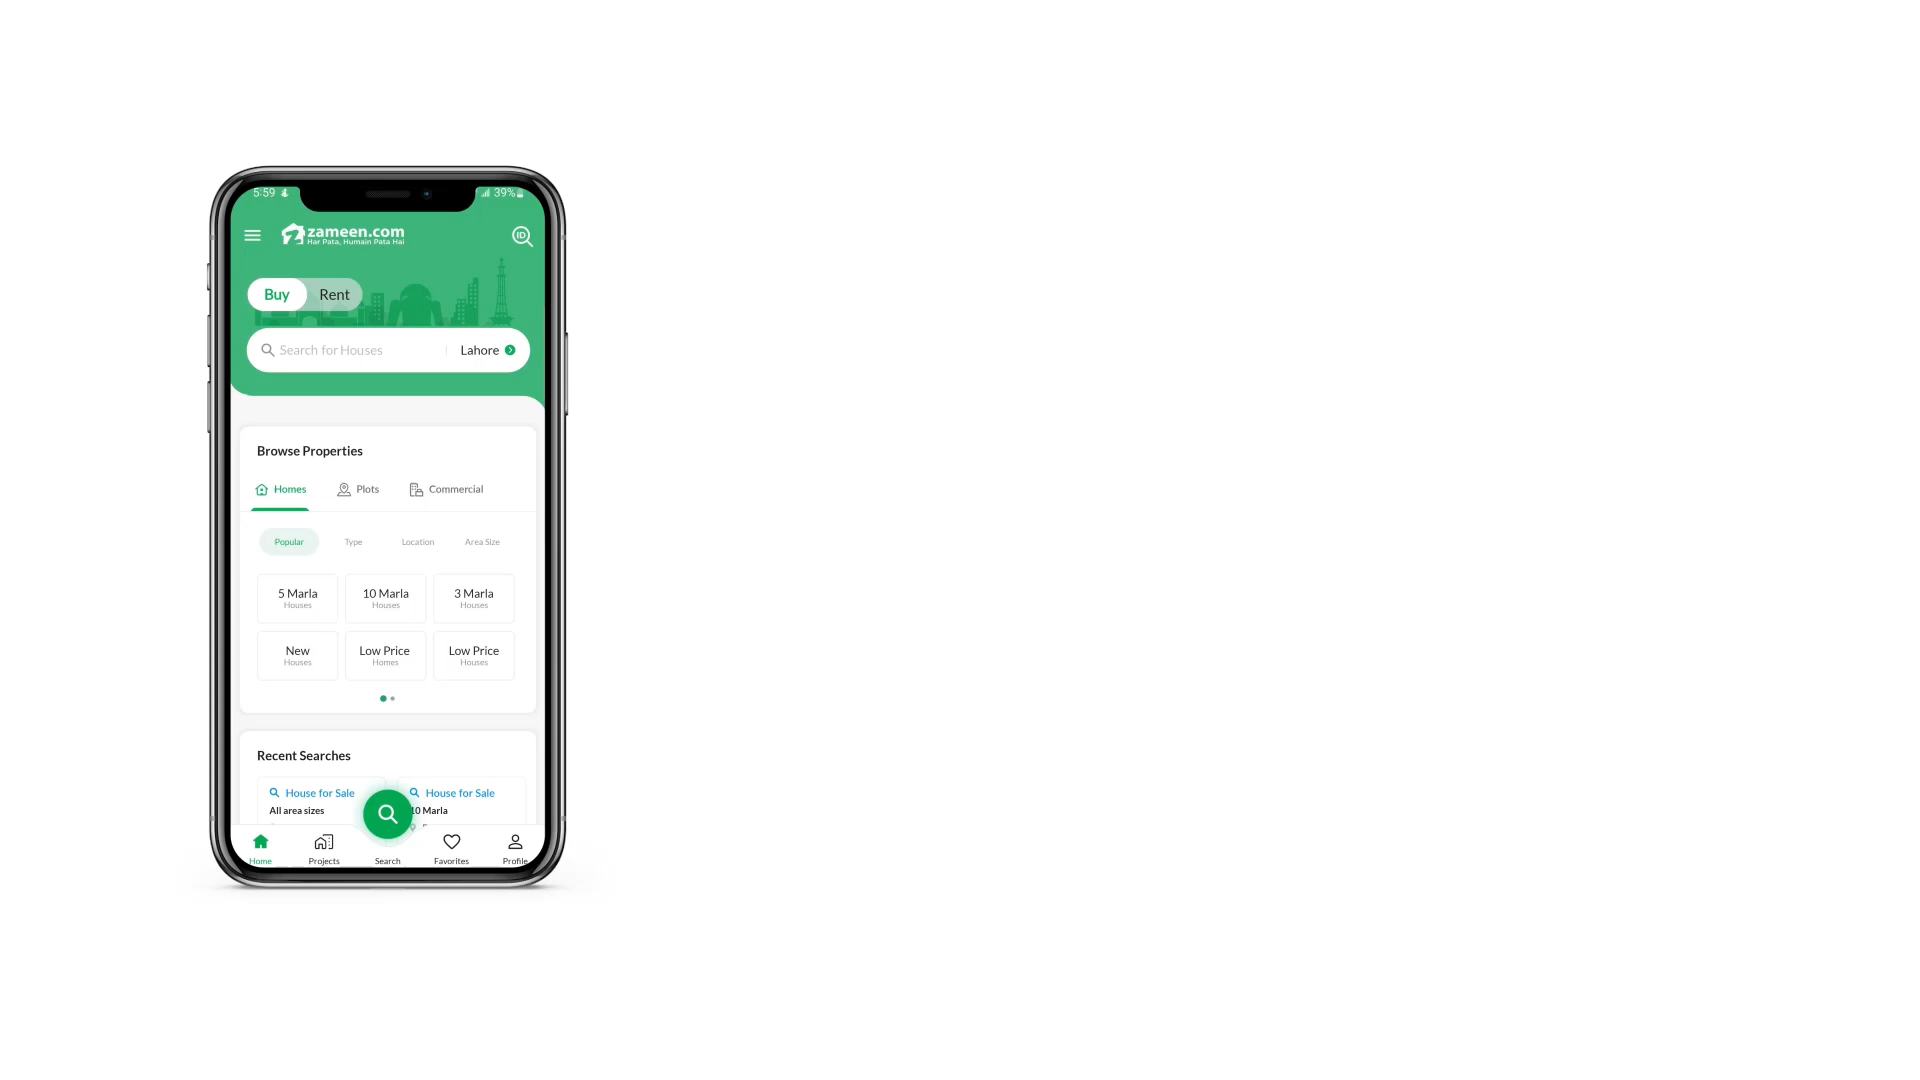 5:59
39%
zameen.com
Har Pata, Humain Pata Hai
ID
Buy Rent
Search for Houses Lahore
Browse Properties
Homes Plots Commercial
Popular Type Location Area Size
5 Marla 10 Marla 3 Marla
Houses Houses Houses
New Low Price Low Price
Houses Homes Houses
Recent Searches
House for Sale House for Sale
All area sizes 10 Marla
Home Projects Search Favorites Profile